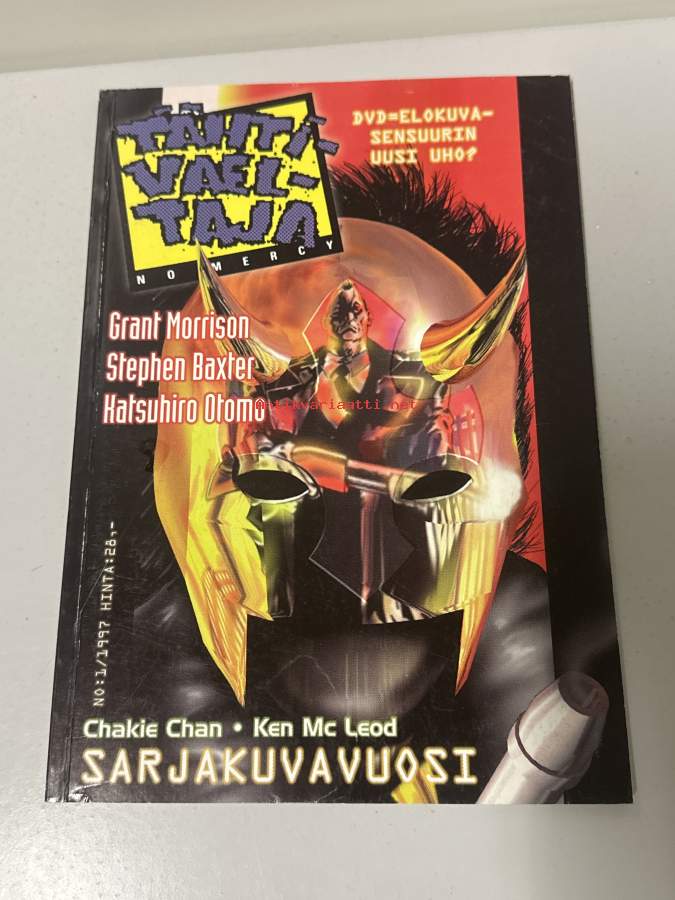 TÄHTI-
VAEL-
TAJA
NO MERCY
DVD=ELOKUVA-
SENSUURIN
UUSI UHO?
Grant Morrison
Stephen Baxter
Katsuhiro Otomo
Antikvariaatti.net
NO:1/1997 HINTA:28,-
Chakie Chan • Ken Mc Leod
SARJAKUVAVUOSI